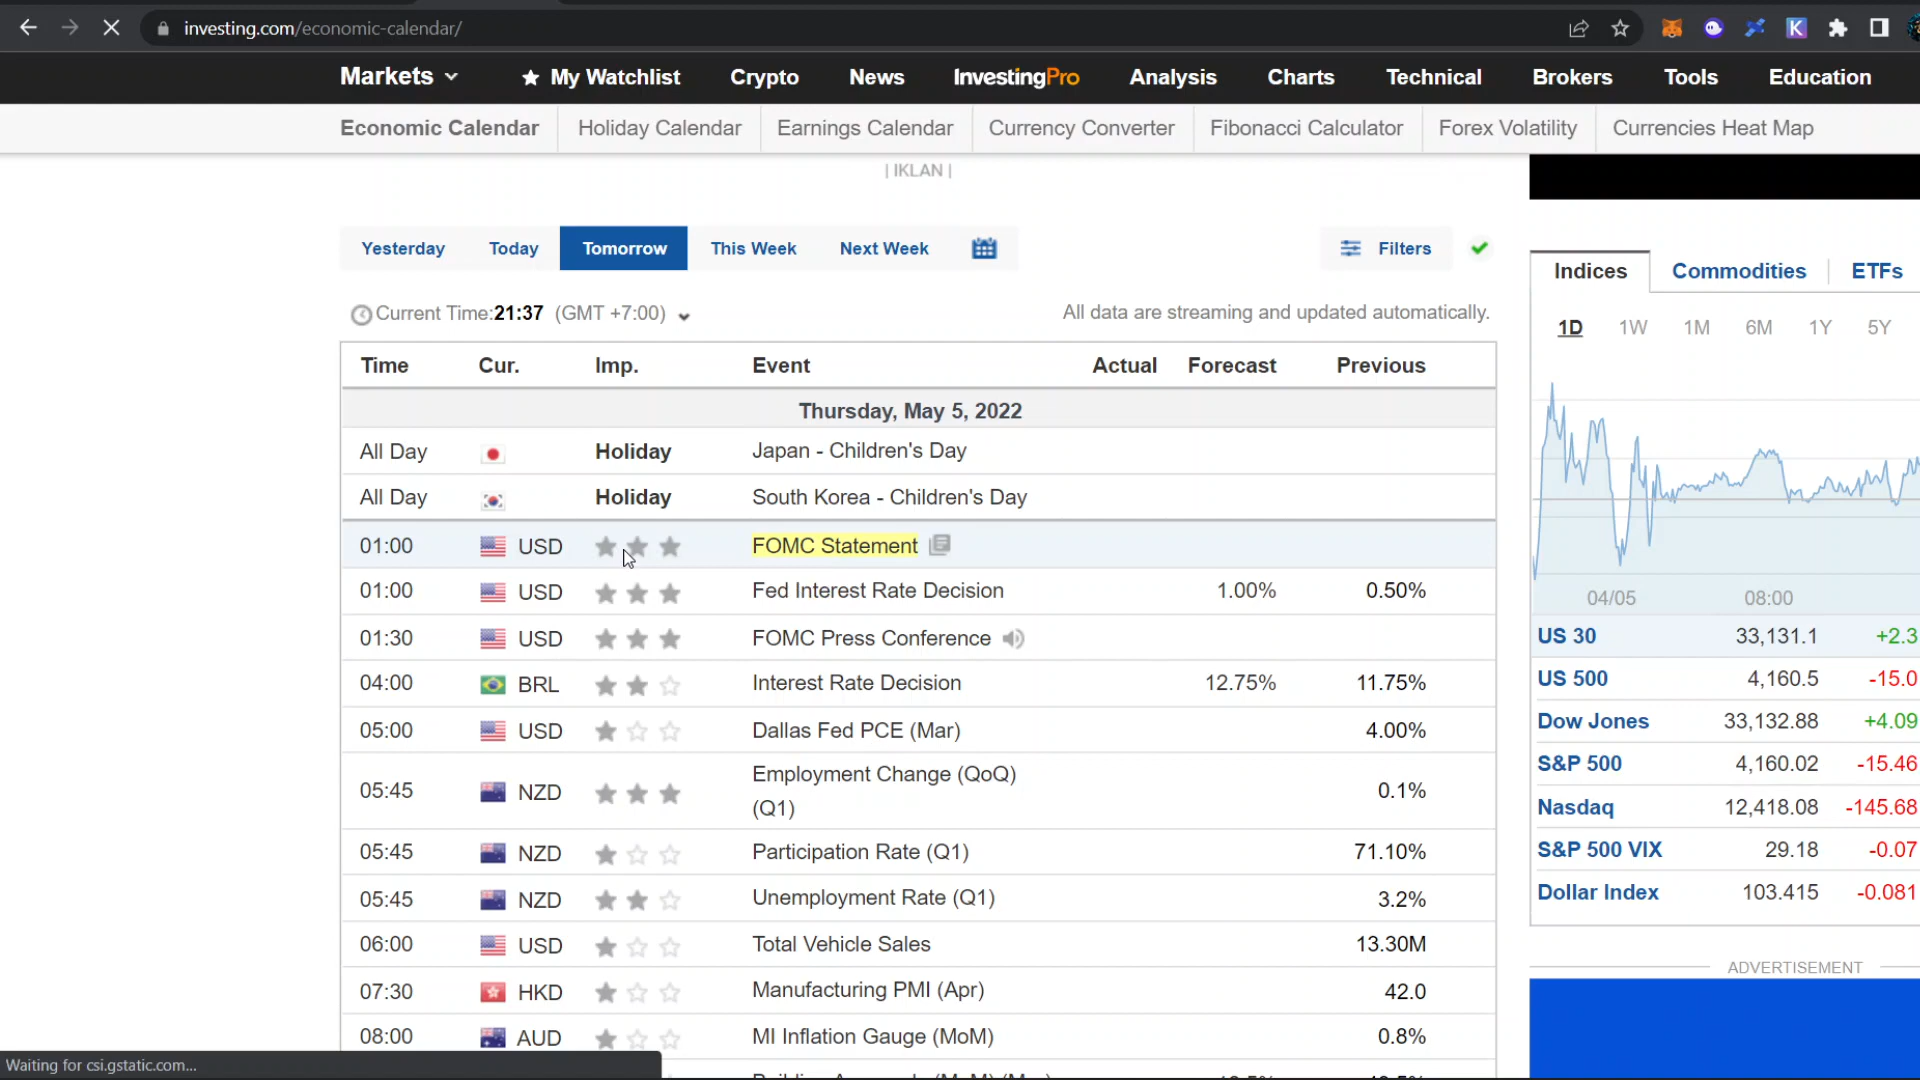 investing.com/economic-calendar/
K
Markets My Watchlist Crypto News InvestingPro Analysis Charts Technical Brokers Tools Education
Economic Calendar Holiday Calendar Earnings Calendar Currency Converter Fibonacci Calculator Forex Volatility Currencies Heat Map
| IKLAN |
Yesterday Today Tomorrow This Week Next Week Filters
Current Time:21:37 (GMT +7:00) All data are streaming and updated automatically.
Time Cur. Imp. Event Actual Forecast Previous
Thursday, May 5, 2022
All Day Holiday Japan - Children's Day
All Day Holiday South Korea - Children's Day
01:00 USD FOMC Statement
01:00 USD Fed Interest Rate Decision 1.00% 0.50%
01:30 USD FOMC Press Conference
04:00 BRL Interest Rate Decision 12.75% 11.75%
05:00 USD Dallas Fed PCE (Mar) 4.00%
05:45 NZD Employment Change (QoQ) (Q1) 0.1%
05:45 NZD Participation Rate (Q1) 71.10%
05:45 NZD Unemployment Rate (Q1) 3.2%
06:00 USD Total Vehicle Sales 13.30M
07:30 HKD Manufacturing PMI (Apr) 42.0
08:00 AUD MI Inflation Gauge (MoM) 0.8%
Indices Commodities ETFs
1D 1W 1M 6M 1Y 5Y
04/05 08:00
US 30 33,131.1 +2.3
US 500 4,160.5 -15.0
Dow Jones 33,132.88 +4.09
S&P 500 4,160.02 -15.46
Nasdaq 12,418.08 -145.68
S&P 500 VIX 29.18 -0.07
Dollar Index 103.415 -0.081
ADVERTISEMENT
Waiting for csi.gstatic.com...